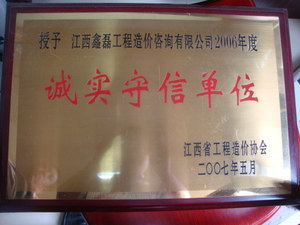 授予 江西鑫磊工程造价咨询有限公司2006年度
诚实守信单位
江西省工程造价协会
二〇〇七年五月